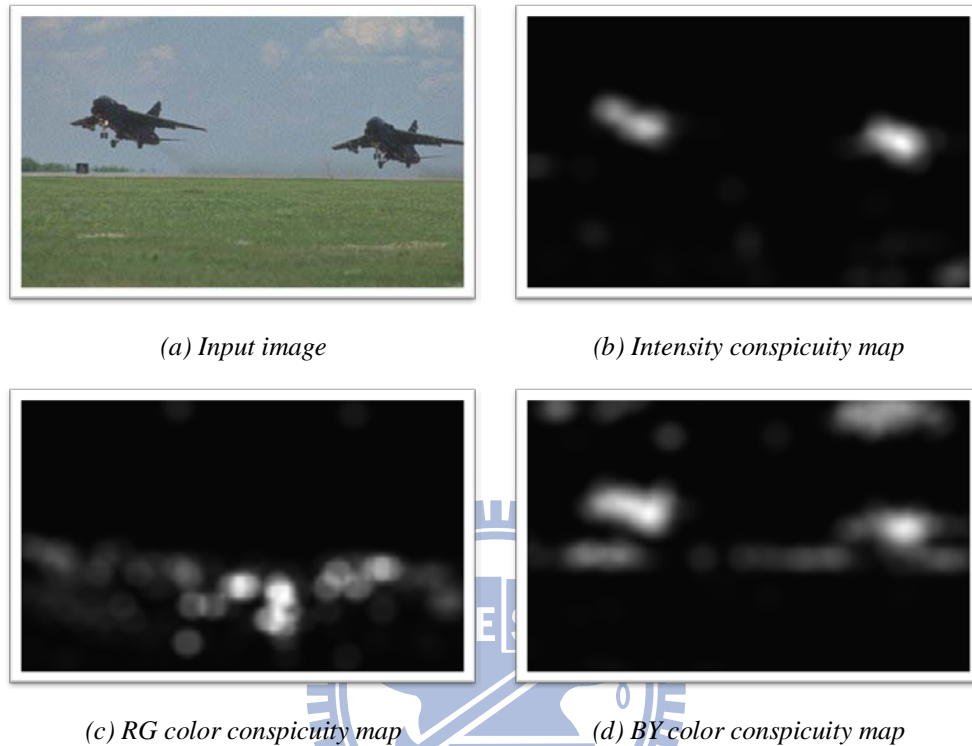 (a) Input image
(b) Intensity conspicuity map
E S
(c) RG color conspicuity map
(d) BY color conspicuity map